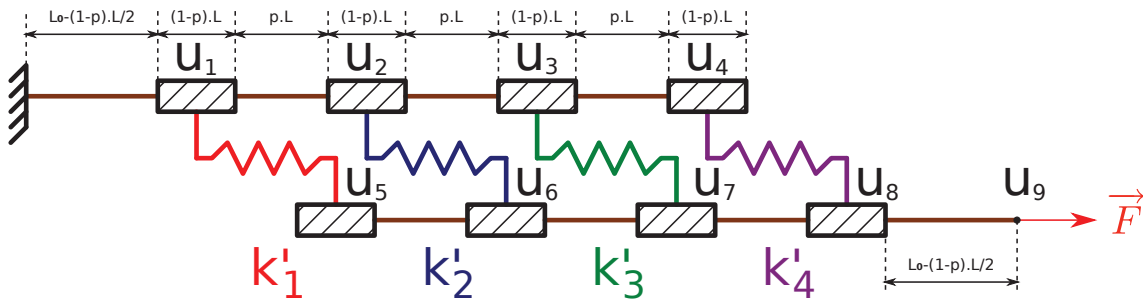 L₀-(1-p).L/2 (1-p).L p.L (1-p).L p.L (1-p).L p.L (1-p).L
u₁ u₂ u₃ u₄
u₅ u₆ u₇ u₈ u₉
F
k'₁ k'₂ k'₃ k'₄
L₀-(1-p).L/2